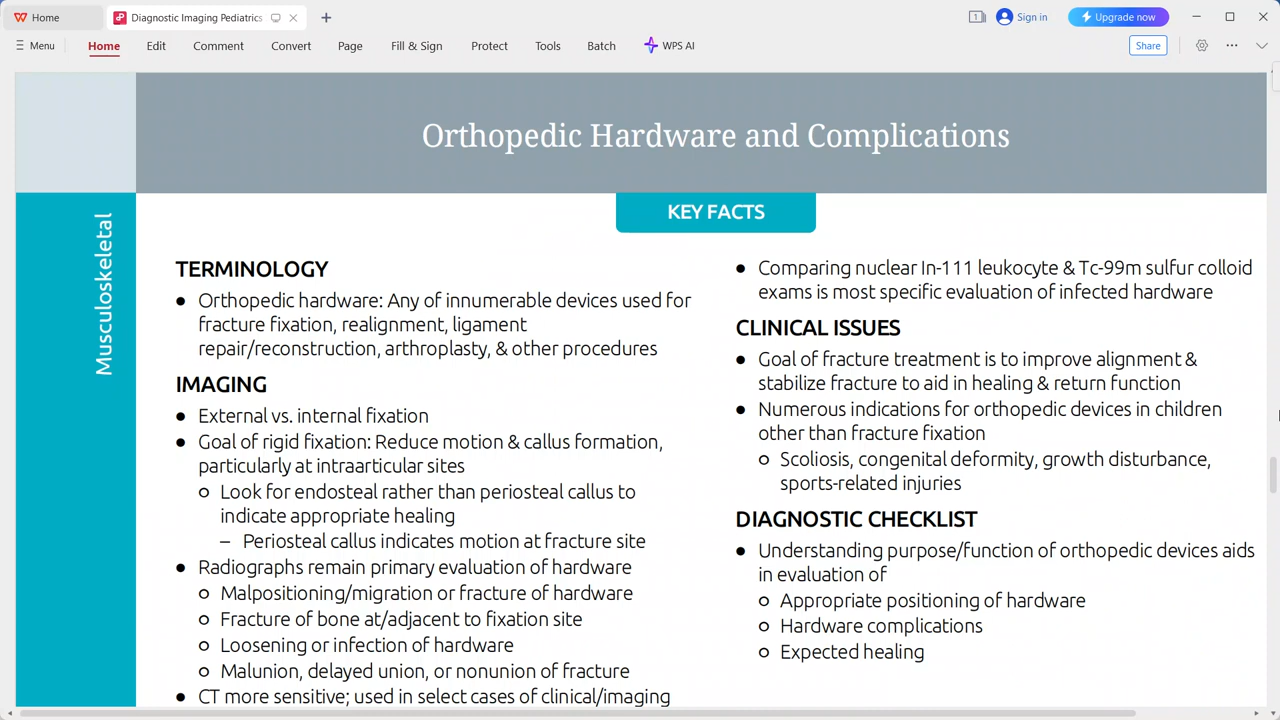 Home
Diagnostic Imaging Pediatrics
1
Sign in
Upgrade now
Menu
Home
Edit
Comment
Convert
Page
Fill & Sign
Protect
Tools
Batch
WPS AI
Share
Orthopedic Hardware and Complications
Musculoskeletal
KEY FACTS
TERMINOLOGY
• Orthopedic hardware: Any of innumerable devices used for
fracture fixation, realignment, ligament
repair/reconstruction, arthroplasty, & other procedures
IMAGING
• External vs. internal fixation
• Goal of rigid fixation: Reduce motion & callus formation,
particularly at intraarticular sites
o Look for endosteal rather than periosteal callus to
indicate appropriate healing
– Periosteal callus indicates motion at fracture site
• Radiographs remain primary evaluation of hardware
o Malpositioning/migration or fracture of hardware
o Fracture of bone at/adjacent to fixation site
o Loosening or infection of hardware
o Malunion, delayed union, or nonunion of fracture
• CT more sensitive; used in select cases of clinical/imaging
• Comparing nuclear In-111 leukocyte & Tc-99m sulfur colloid
exams is most specific evaluation of infected hardware
CLINICAL ISSUES
• Goal of fracture treatment is to improve alignment &
stabilize fracture to aid in healing & return function
• Numerous indications for orthopedic devices in children
other than fracture fixation
o Scoliosis, congenital deformity, growth disturbance,
sports-related injuries
DIAGNOSTIC CHECKLIST
• Understanding purpose/function of orthopedic devices aids
in evaluation of
o Appropriate positioning of hardware
o Hardware complications
o Expected healing